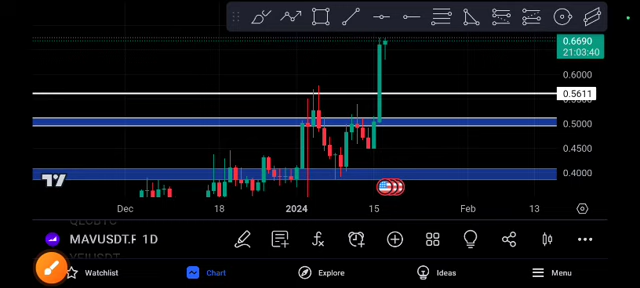 0.6690
21:03:40
0.6000
0.5611
0.5000
0.4500
0.4000
Dec
18
2024
15
Feb
13
MAVUSDT.P 1D
Watchlist
Chart
Explore
Ideas
Menu